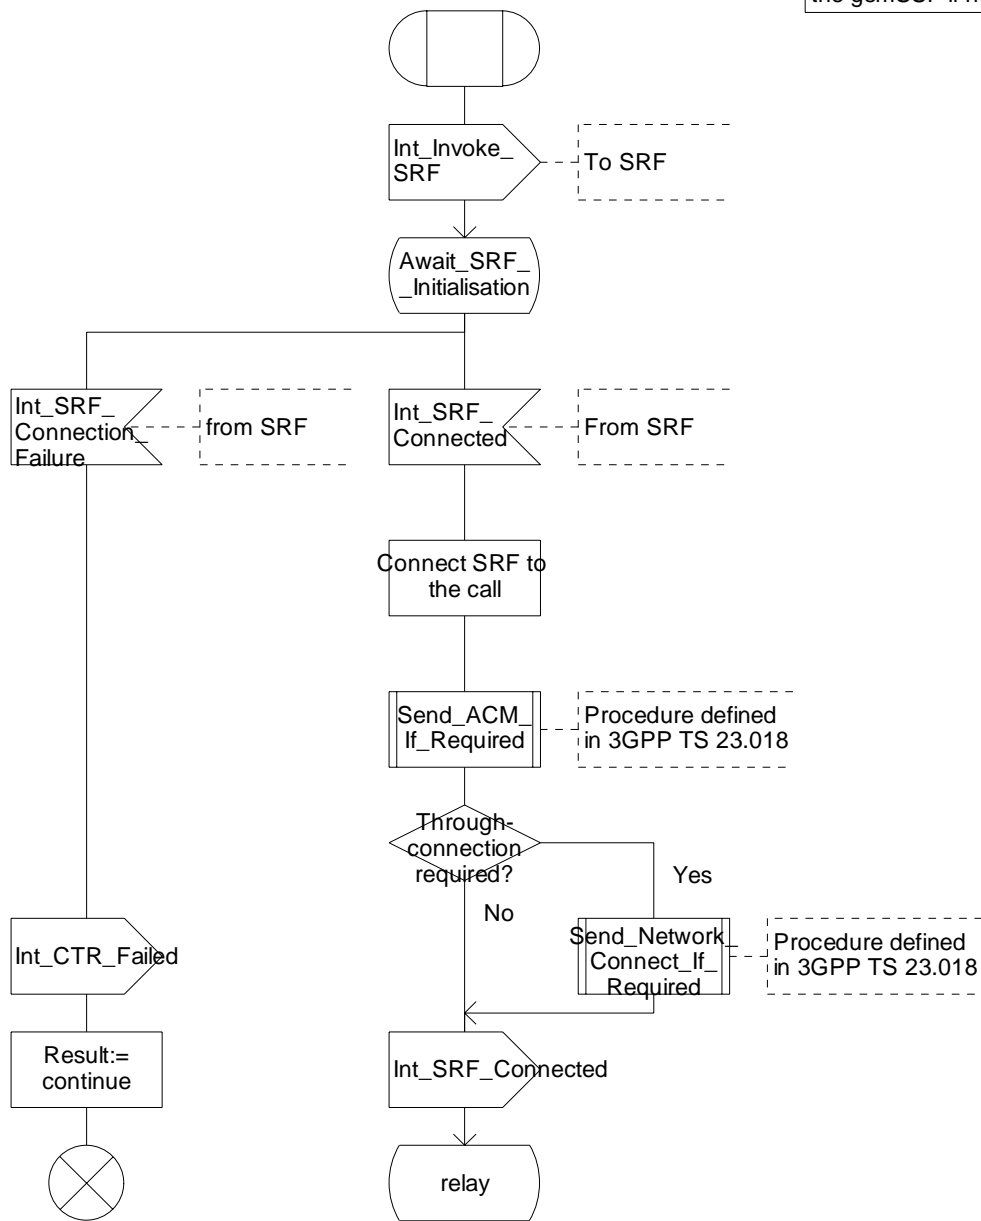 Int_Invoke_
SRF
To SRF
Await_SRF_
_Initialisation
Int_SRF_
Connection_
Failure
from SRF
Int_SRF_
Connected
From SRF
Connect SRF to
the call
Send_ACM_
If_Required
Procedure defined
in 3GPP TS 23.018
Through-
connection
required?
Yes
No
Int_CTR_Failed
Send_Network_
Connect_If_
Required
Procedure defined
in 3GPP TS 23.018
Result:=
continue
Int_SRF_Connected
relay